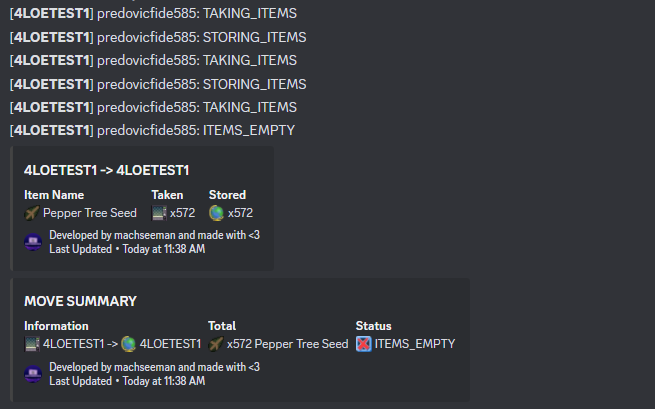 [4LOETEST1] predovicfide585: TAKING_ITEMS
[4LOETEST1] predovicfide585: STORING_ITEMS
[4LOETEST1] predovicfide585: TAKING_ITEMS
[4LOETEST1] predovicfide585: STORING_ITEMS
[4LOETEST1] predovicfide585: TAKING_ITEMS
[4LOETEST1] predovicfide585: ITEMS_EMPTY
4LOETEST1 -> 4LOETEST1
Item Name Taken Stored
Pepper Tree Seed x572 x572
Developed by machseeman and made with <3
Last Updated • Today at 11:38 AM
MOVE SUMMARY
Information Total Status
4LOETEST1 -> 4LOETEST1 x572 Pepper Tree Seed ITEMS_EMPTY
Developed by machseeman and made with <3
Last Updated • Today at 11:38 AM